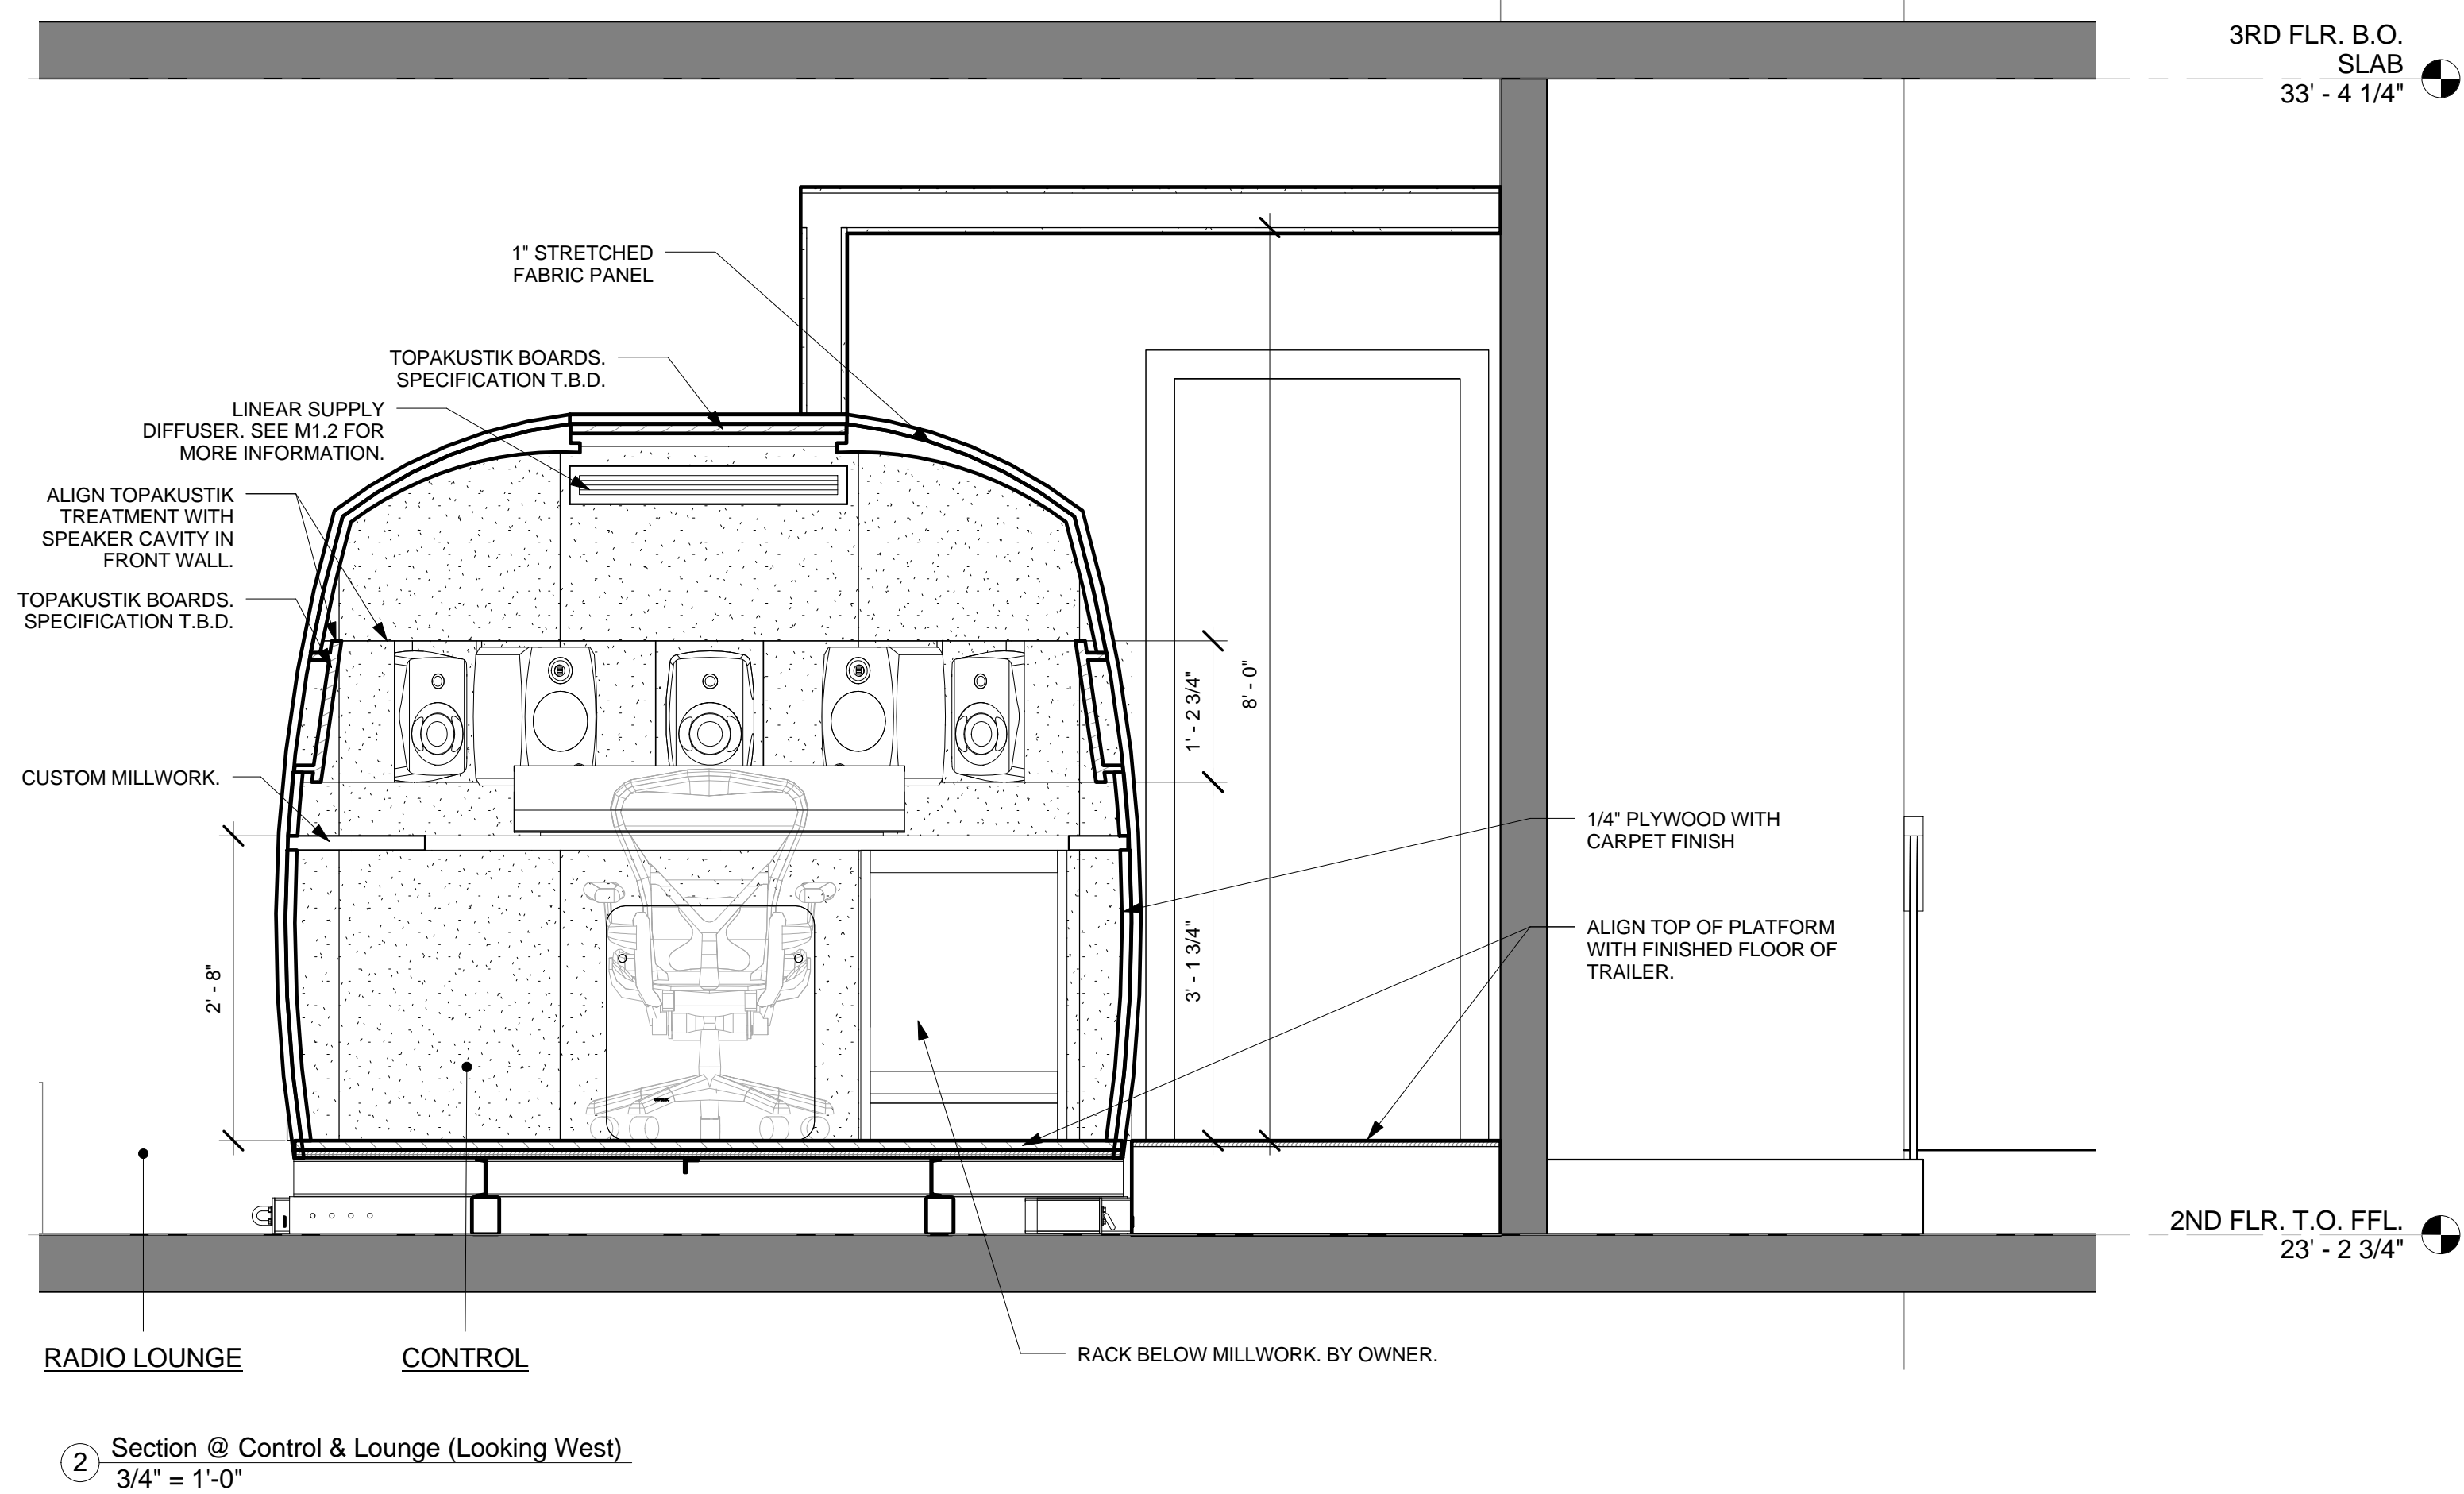 3RD FLR. B.O.
SLAB
33' - 4 1/4"
1" STRETCHED
FABRIC PANEL
TOPAKUSTIK BOARDS.
SPECIFICATION T.B.D.
LINEAR SUPPLY
DIFFUSER. SEE M1.2 FOR
MORE INFORMATION.
ALIGN TOPAKUSTIK
TREATMENT WITH
SPEAKER CAVITY IN
FRONT WALL.
TOPAKUSTIK BOARDS.
SPECIFICATION T.B.D.
1' - 2 3/4"
8' - 0"
CUSTOM MILLWORK.
1/4" PLYWOOD WITH
CARPET FINISH
ALIGN TOP OF PLATFORM
WITH FINISHED FLOOR OF
TRAILER.
2' - 8"
3' - 1 3/4"
2ND FLR. T.O. FFL.
23' - 2 3/4"
RADIO LOUNGE
CONTROL
RACK BELOW MILLWORK. BY OWNER.
2
Section @ Control & Lounge (Looking West)
3/4" = 1'-0"